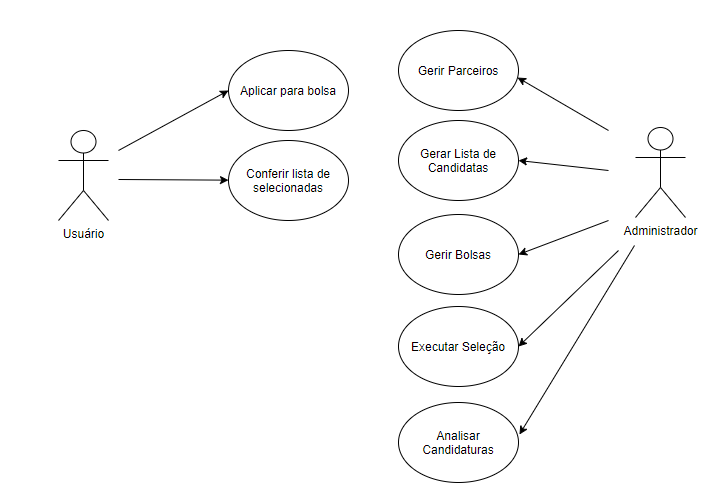 Aplicar para bolsa
Conferir lista de
selecionadas
Usuário
Gerir Parceiros
Gerar Lista de
Candidatas
Gerir Bolsas
Executar Seleção
Analisar
Candidaturas
Administrador